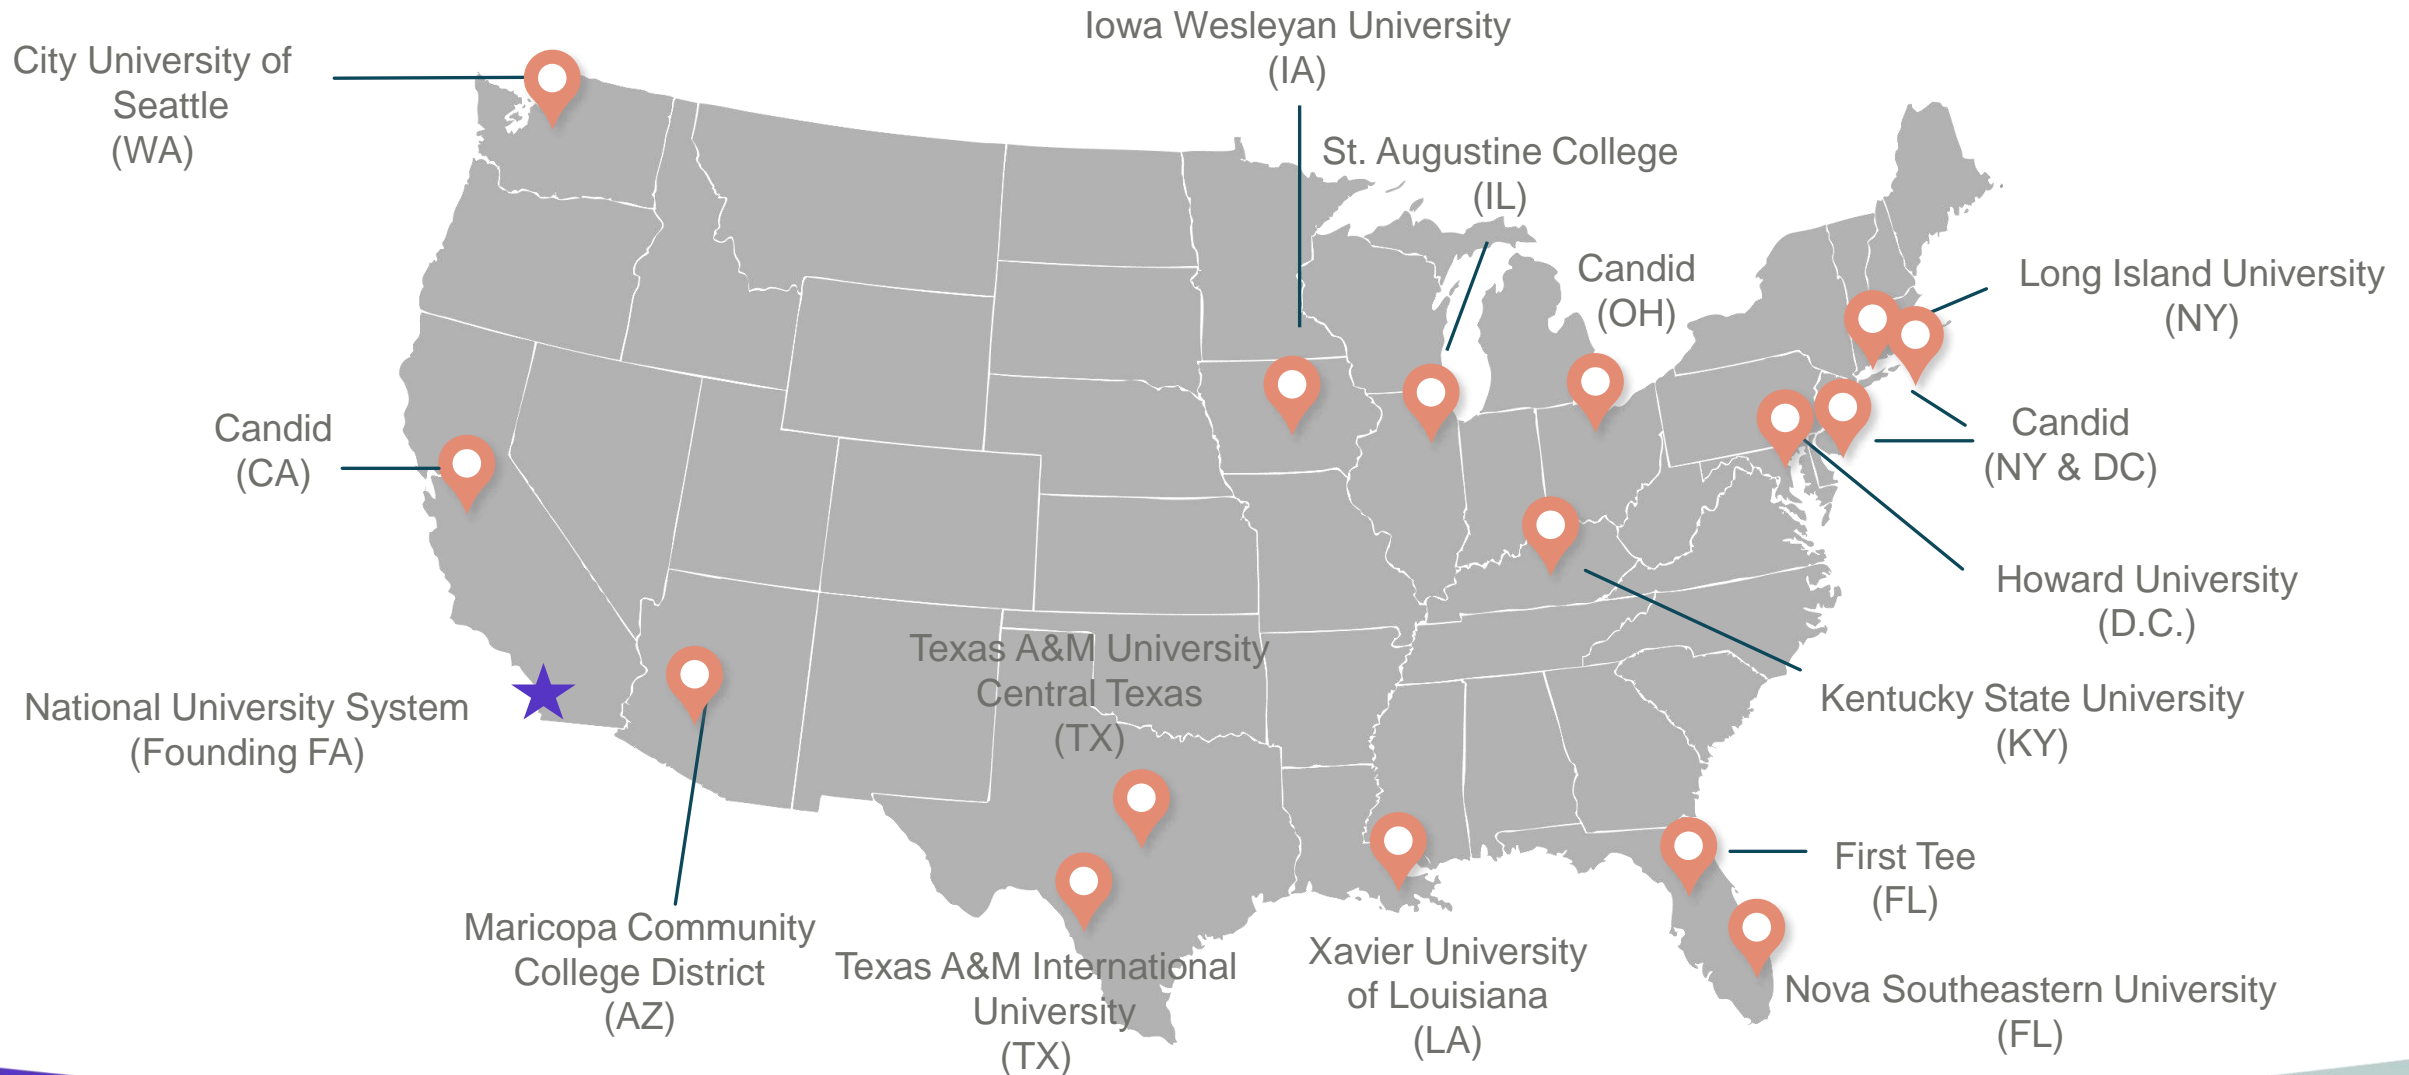 Iowa Wesleyan University
(IA)
City University of
Seattle
(WA)
St. Augustine College
(IL)
Candid
(OH)
Long Island University
(NY)
Candid
(CA)
Candid
(NY & DC)
Howard University
(D.C.)
Texas A&M University
Central Texas
(TX)
National University System
(Founding FA)
Kentucky State University
(KY)
First Tee
(FL)
Maricopa Community
College District
(AZ)
Texas A&M International
University
(TX)
Xavier University
of Louisiana
(LA)
Nova Southeastern University
(FL)